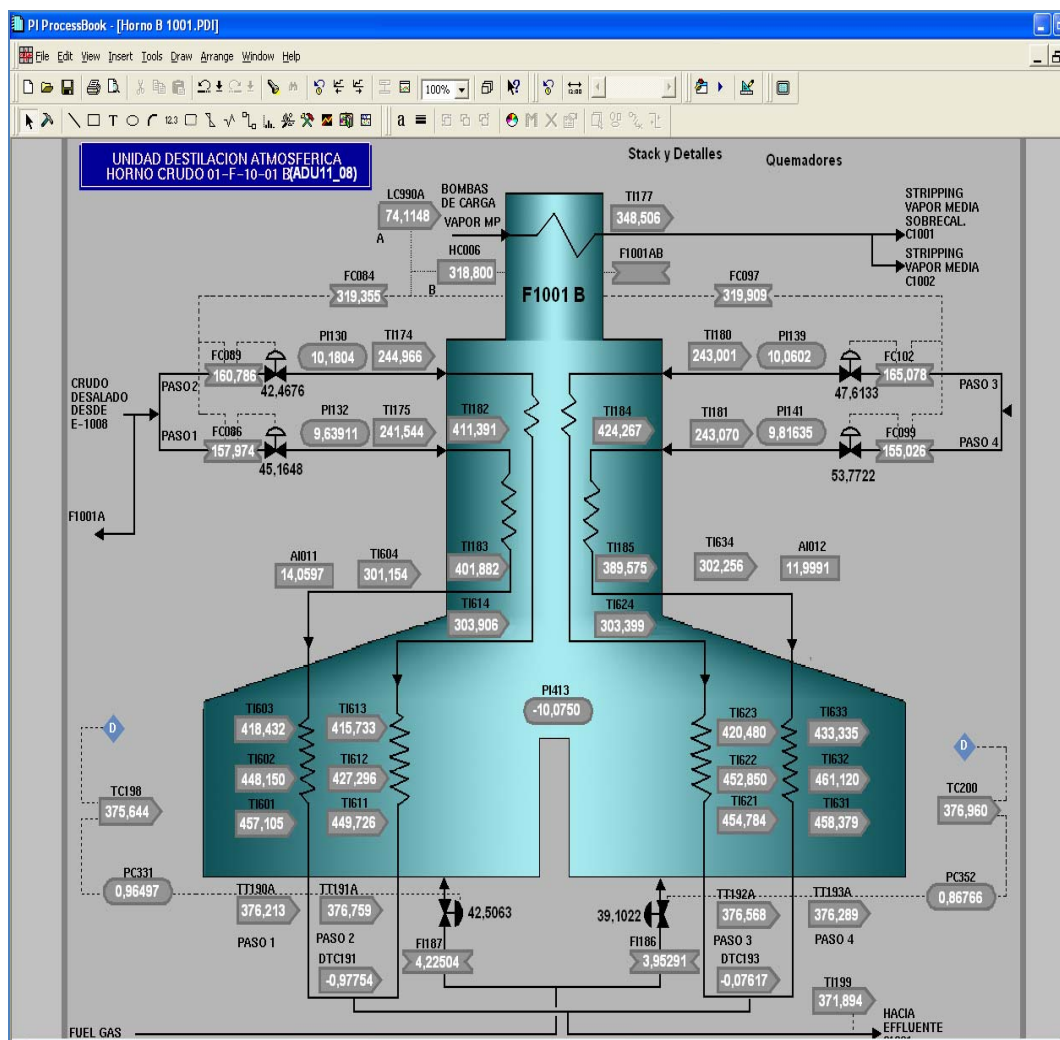 PI ProcessBook - [Horno B 1001.PDI]
File Edit View Insert Tools Draw Arrange Window Help
100%
T 12.3 a
UNIDAD DESTILACION ATMOSFERICA
HORNO CRUDO 01-F-10-01 B(ADU11_08)
Stack y Detalles
Quemadores
LC990A
74,1148
A
BOMBAS
DE CARGA
VAPOR MP
TI177
348,506
STRIPPING
VAPOR MEDIA
SOBRECAL.
C1001
STRIPPING
VAPOR MEDIA
C1002
HC006
318,800
B
F1001AB
F1001 B
FC084
319,355
FC097
319,909
FC089
160,786
42,4676
PI130
10,1804
TI174
244,966
TI180
243,001
PI139
10,0602
47,6133
FC102
165,078
PASO 3
CRUDO
DESALADO
DESDE
E-1008
PASO 2
PASO 1
FC086
157,974
45,1648
PI132
9,63911
TI175
241,544
TI182
411,391
TI184
424,267
TI181
243,070
PI141
9,81635
53,7722
FC099
155,026
PASO 4
F1001A
AI011
14,0597
TI604
301,154
TI183
401,882
TI185
389,575
TI634
302,256
AI012
11,9991
TI614
303,906
TI624
303,399
PI413
-10,0750
D
TI603
418,432
TI613
415,733
TI623
420,480
TI633
433,335
D
TI602
448,150
TI612
427,296
TI622
452,850
TI632
461,120
TC198
375,644
TI601
457,105
TI611
449,726
TI621
454,784
TI631
458,379
TC200
376,960
PC331
0,96497
TT190A
376,213
PASO 1
TT191A
376,759
PASO 2
42,5063
39,1022
TT192A
376,568
PASO 3
TT193A
376,289
PASO 4
PC352
0,86766
DTC191
-0,97754
FI187
4,22504
FI186
3,95291
DTC193
-0,07617
TI199
371,894
FUEL GAS
HACIA
EFFLUENTE